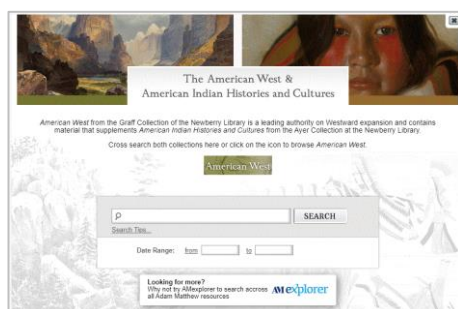 The American West &
American Indian Histories and Cultures
American West from the Graff Collection of the Newberry Library is a leading authority on Westward expansion and contains
material that supplements American Indian Histories and Cultures from the Ayer Collection at the Newberry Library.
Cross search both collections here or click on the icon to browse American West.
American West
SEARCH
Search Tips...
Date Range: from to
Looking for more?
Why not try AMexplorer to search accross
all Adam Matthew resources
AM explorer